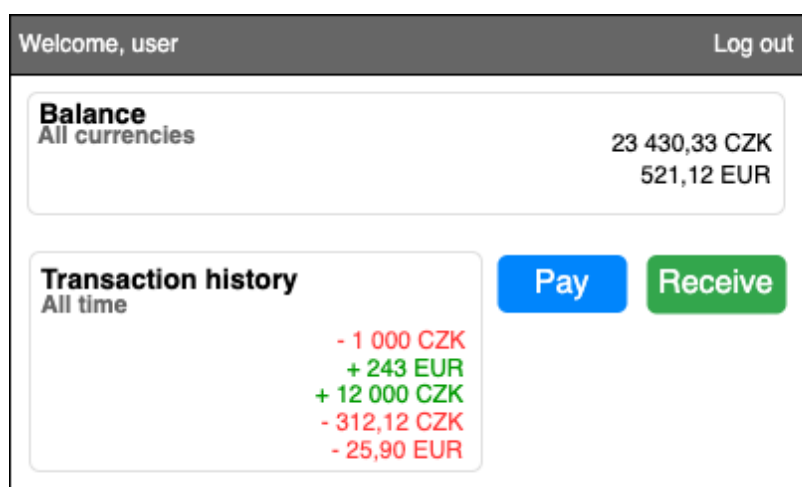 Welcome, user Log out
Balance
All currencies
23 430,33 CZK
521,12 EUR
Transaction history
All time
- 1 000 CZK
+ 243 EUR
+ 12 000 CZK
- 312,12 CZK
- 25,90 EUR
Pay
Receive